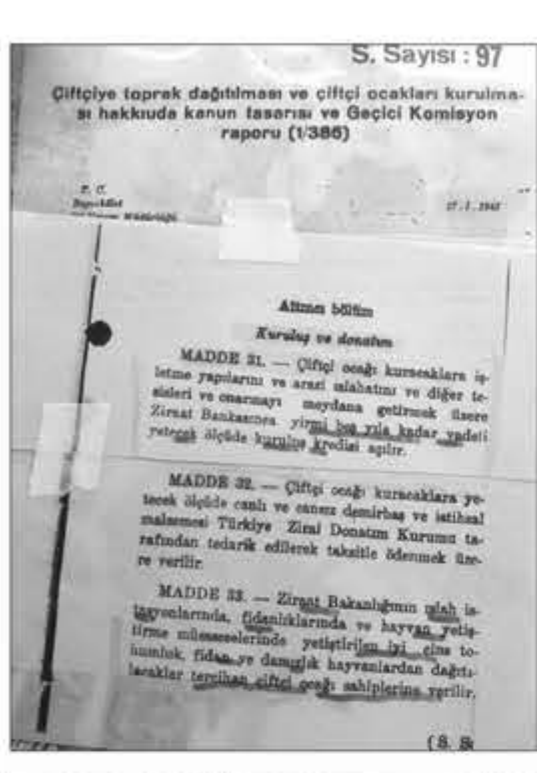 S. Sayısı : 97
Çiftçiye toprak dağıtılması ve çiftçi ocakları kurulma-
sı hakkıuda kanun tasarısı ve Geçici Komisyon
raporu (1/386)
T. C.
Altıncı bölüm
Kuruluş ve donatım
MADDE 31. — Çiftçi ocağı kuracaklara iş-
letme yapılarını ve arazi ıslahatını ve diğer te-
sisleri ve onarmayı meydana getirmek üzere
Ziraat Bankasınca yirmi beş yıla kadar vadeli
yetecek ölçüde kuruluş kredisi açılır.
MADDE 32. — Çiftçi ocağı kuracaklara ye-
tecek ölçüde canlı ve cansız demirbaş ve istihsal
malzemesi Türkiye Zirai Donatım Kurumu ta-
rafından tedarik edilerek taksitle ödenmek üze-
re verilir.
MADDE 33. — Ziraat Bakanlığının ıslah is-
tasyonlarında, fidanlıklarında ve hayvan yetiş-
tirme müesseselerinde yetiştirilen iyi cins to-
humluk, fidan ve damızlık hayvanlardan dağıtı-
lacaklar tercihan çiftçi ocağı sahiplerine verilir.
(S. S